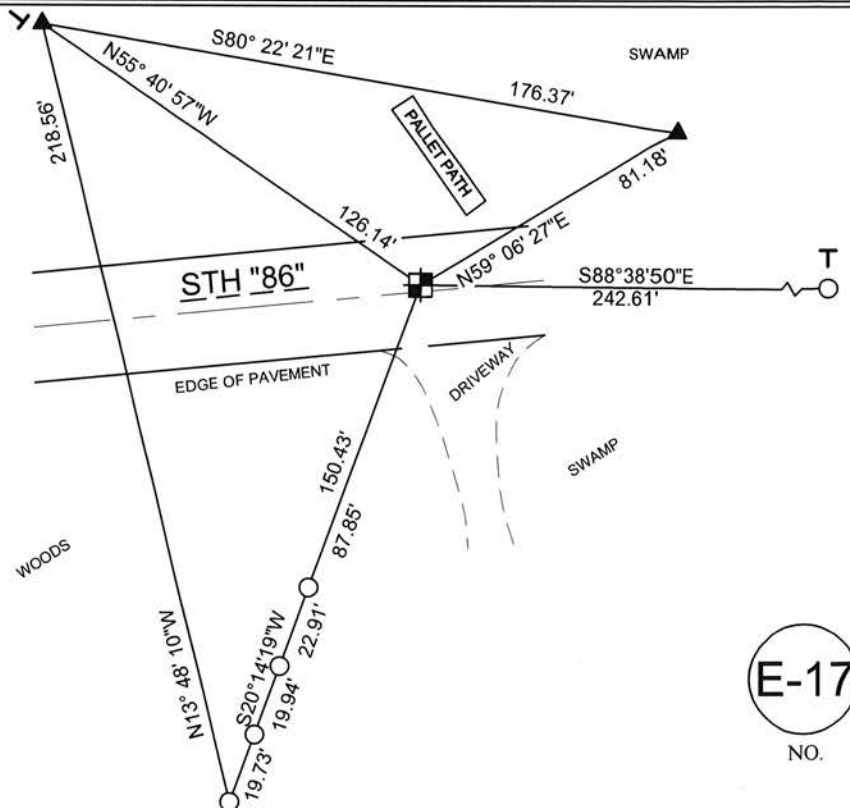 S80° 22' 21"E
SWAMP
N55° 40' 57"W
176.37'
218.56'
PALLET PATH
81.18'
126.14'
N59° 06' 27"E
T
STH "86"
S88°38'50"E
242.61'
EDGE OF PAVEMENT
DRIVEWAY
150.43'
SWAMP
87.85'
WOODS
N13° 48' 10"W
S20°14'19"W
22.91'
19.94'
19.73'
E-17
NO.
T